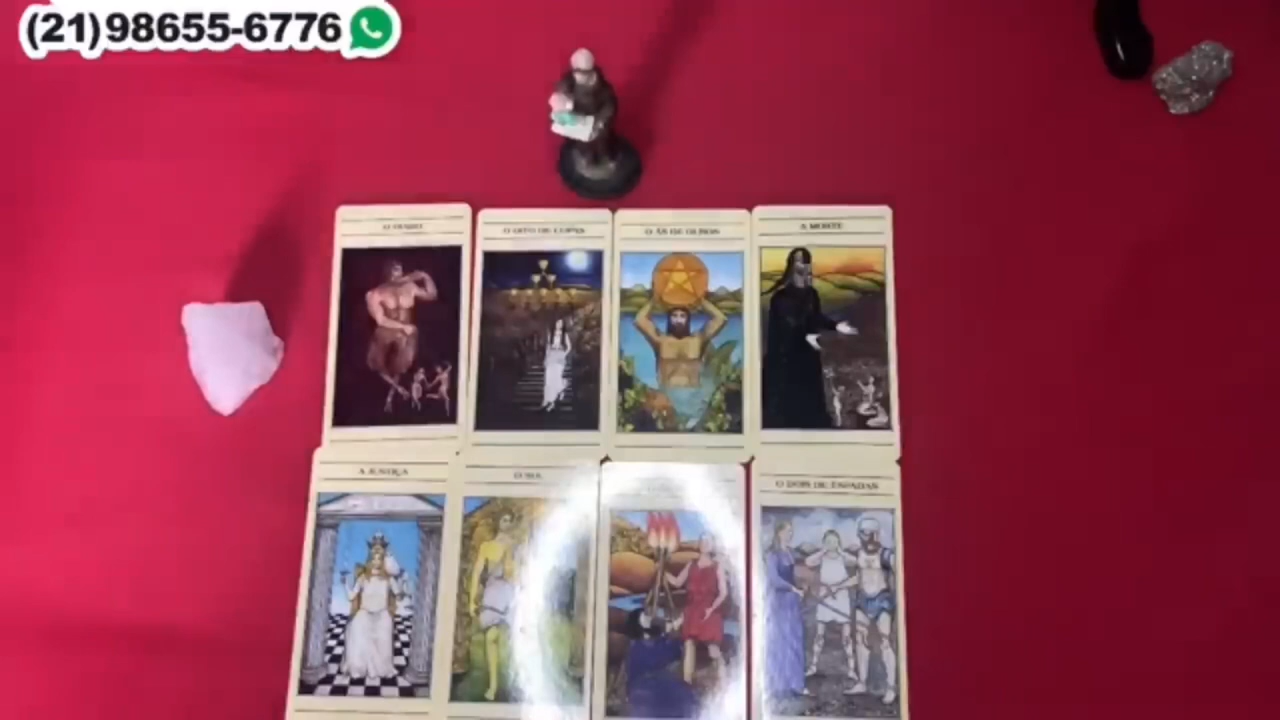 (21)98655-6776
O DIABO
O OITO DE COPAS
O ÁS DE OUROS
A MORTE
A JUSTIÇA
O SOL
O DOIS DE ESPADAS